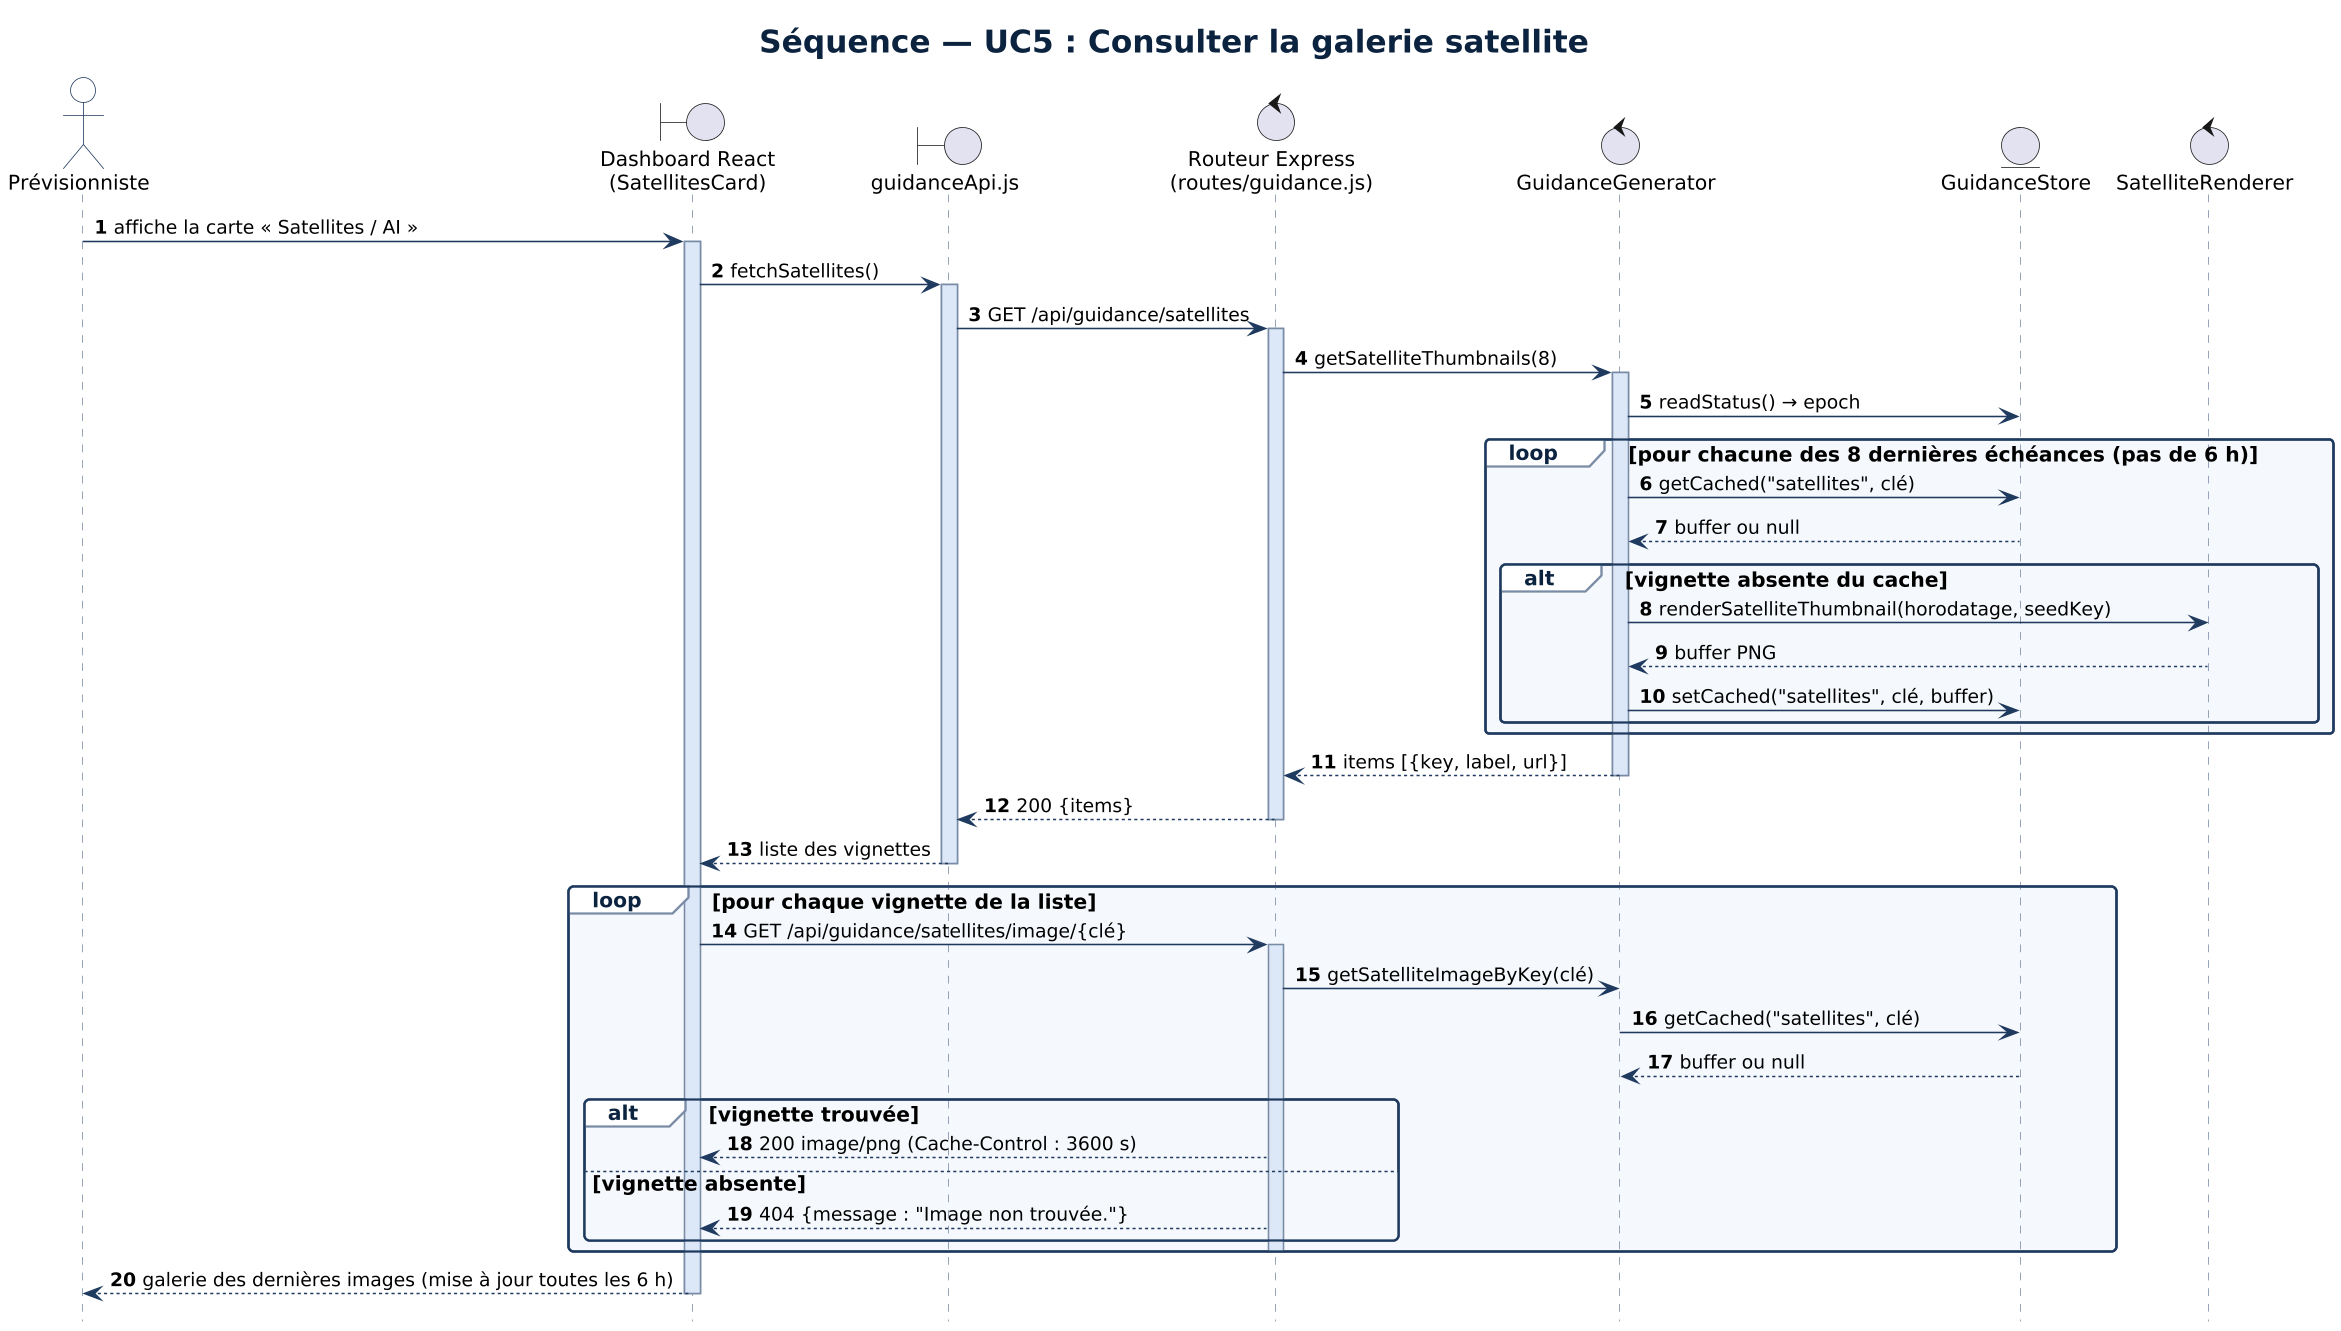 Séquence — UC5 : Consulter la galerie satellite
Prévisionniste
Dashboard React
(SatellitesCard)
guidanceApi.js
Routeur Express
(routes/guidance.js)
GuidanceGenerator
GuidanceStore
SatelliteRenderer
1 affiche la carte « Satellites / AI »
2 fetchSatellites()
3 GET /api/guidance/satellites
4 getSatelliteThumbnails(8)
5 readStatus() → epoch
loop [pour chacune des 8 dernières échéances (pas de 6 h)]
6 getCached("satellites", clé)
7 buffer ou null
alt [vignette absente du cache]
8 renderSatelliteThumbnail(horodatage, seedKey)
9 buffer PNG
10 setCached("satellites", clé, buffer)
11 items [{key, label, url}]
12 200 {items}
13 liste des vignettes
loop [pour chaque vignette de la liste]
14 GET /api/guidance/satellites/image/{clé}
15 getSatelliteImageByKey(clé)
16 getCached("satellites", clé)
17 buffer ou null
alt [vignette trouvée]
18 200 image/png (Cache-Control : 3600 s)
[vignette absente]
19 404 {message : "Image non trouvée."}
20 galerie des dernières images (mise à jour toutes les 6 h)